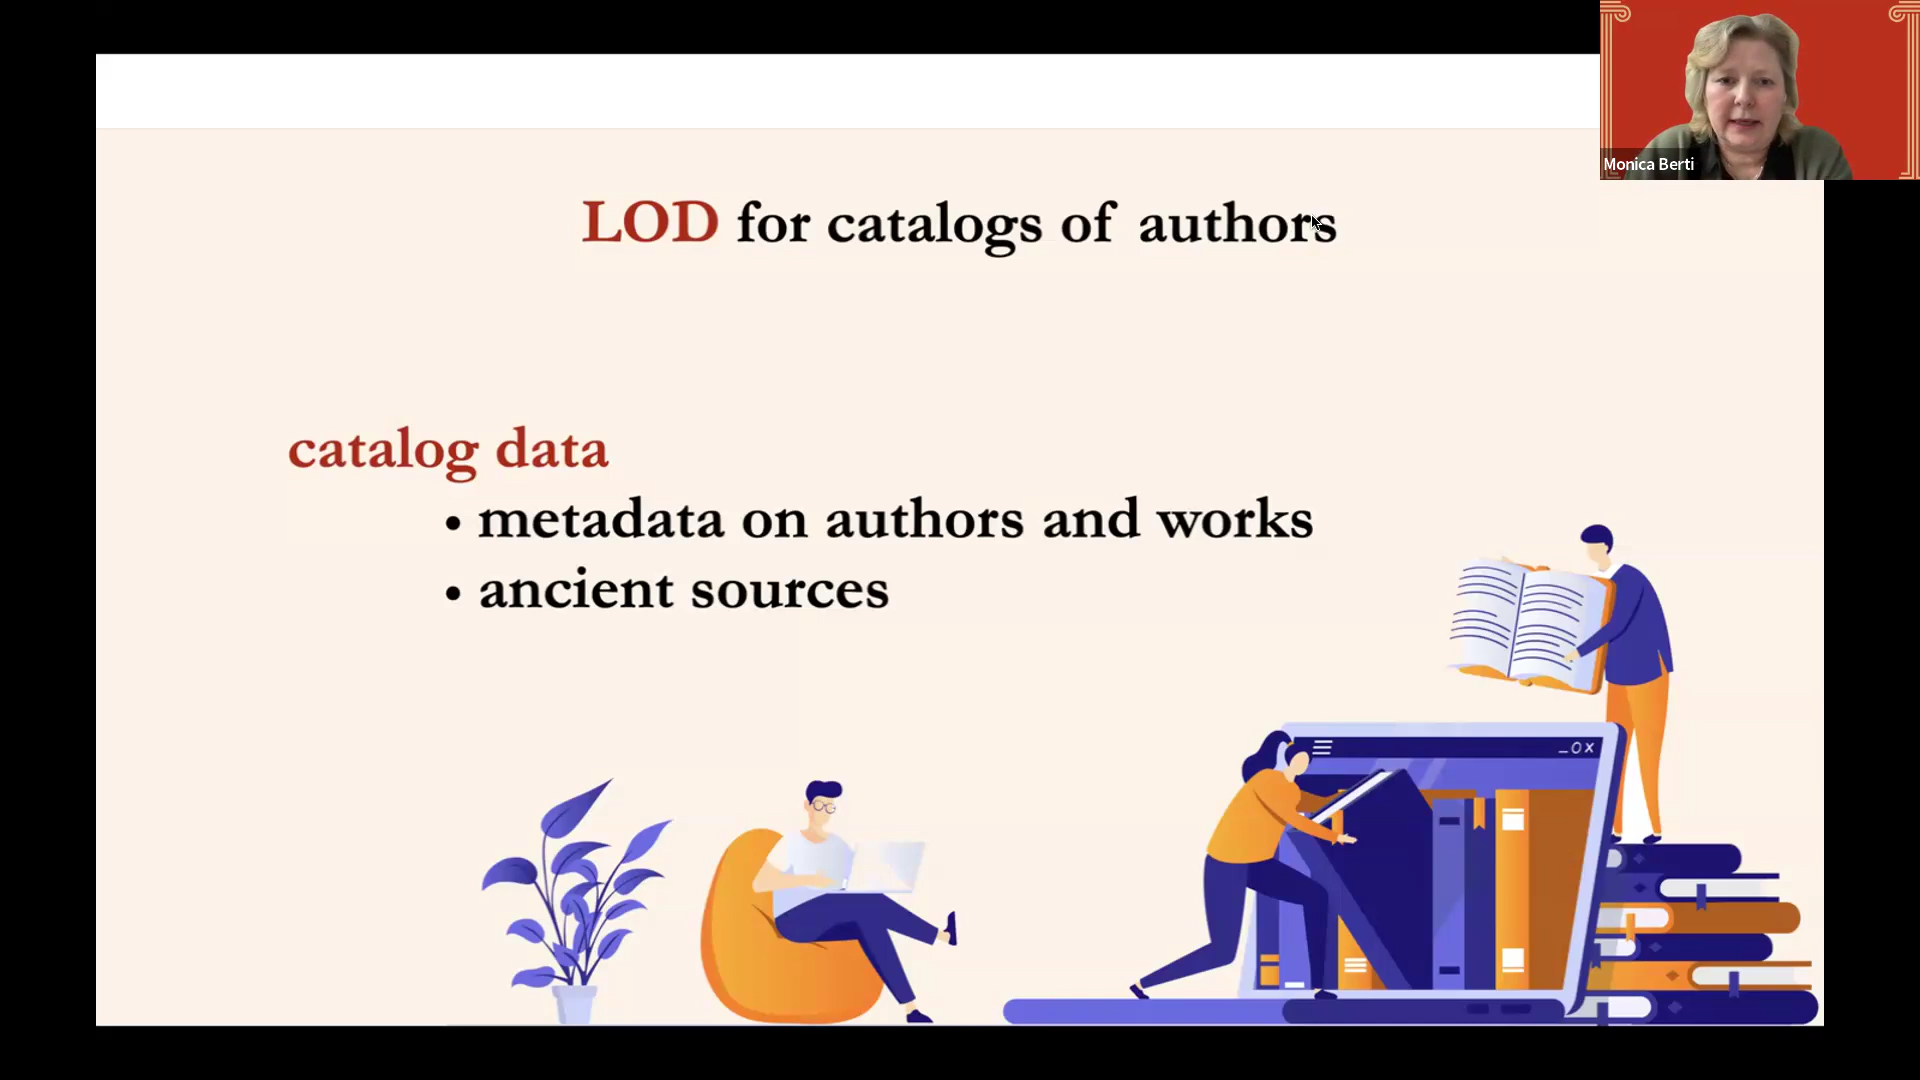 Monica Berti
LOD for catalogs of authors
catalog data
• metadata on authors and works
• ancient sources